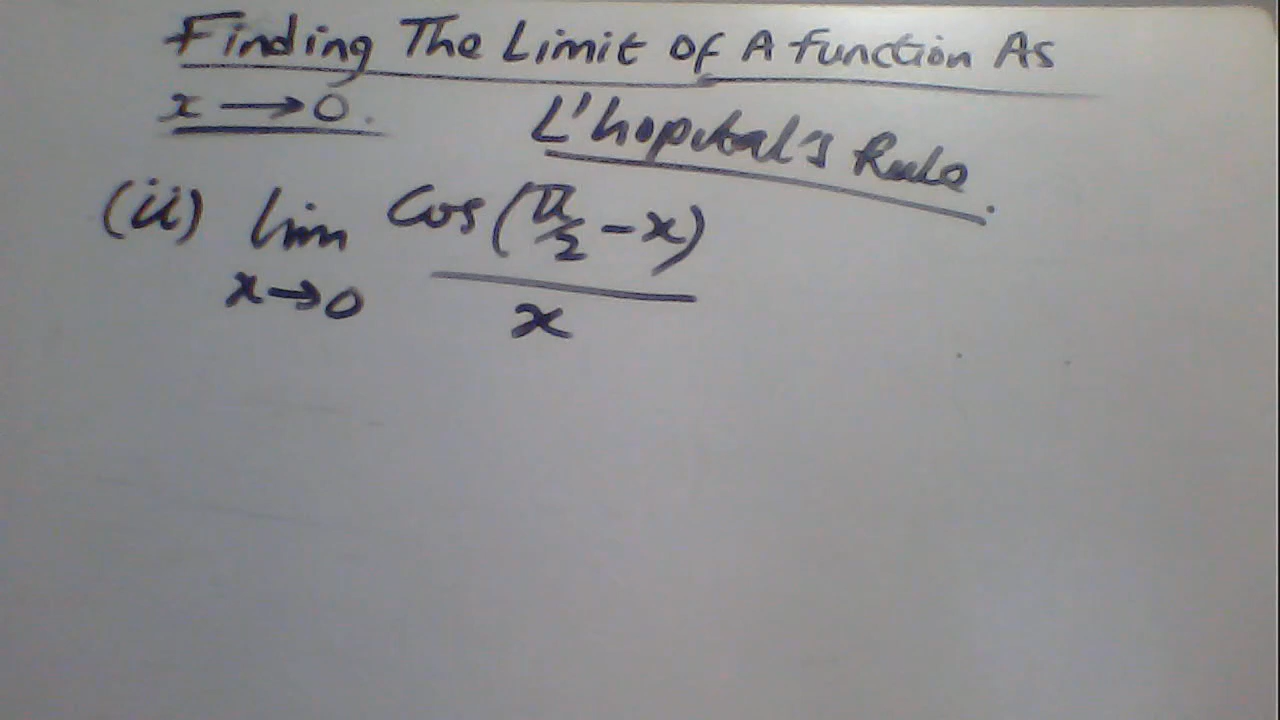 Finding The Limit Of A function As
x → 0.
L'hopital's Rule.
(ii) lim cos(π/2 - x)
x→0 x